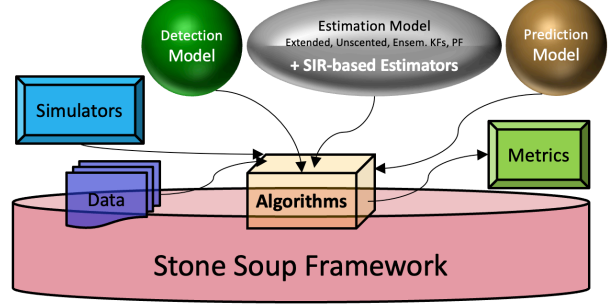 Detection
Model
Estimation Model
Extended, Unscented, Ensem. KFs, PF
+ SIR-based Estimators
Prediction
Model
Simulators
Data
Algorithms
Metrics
Stone Soup Framework